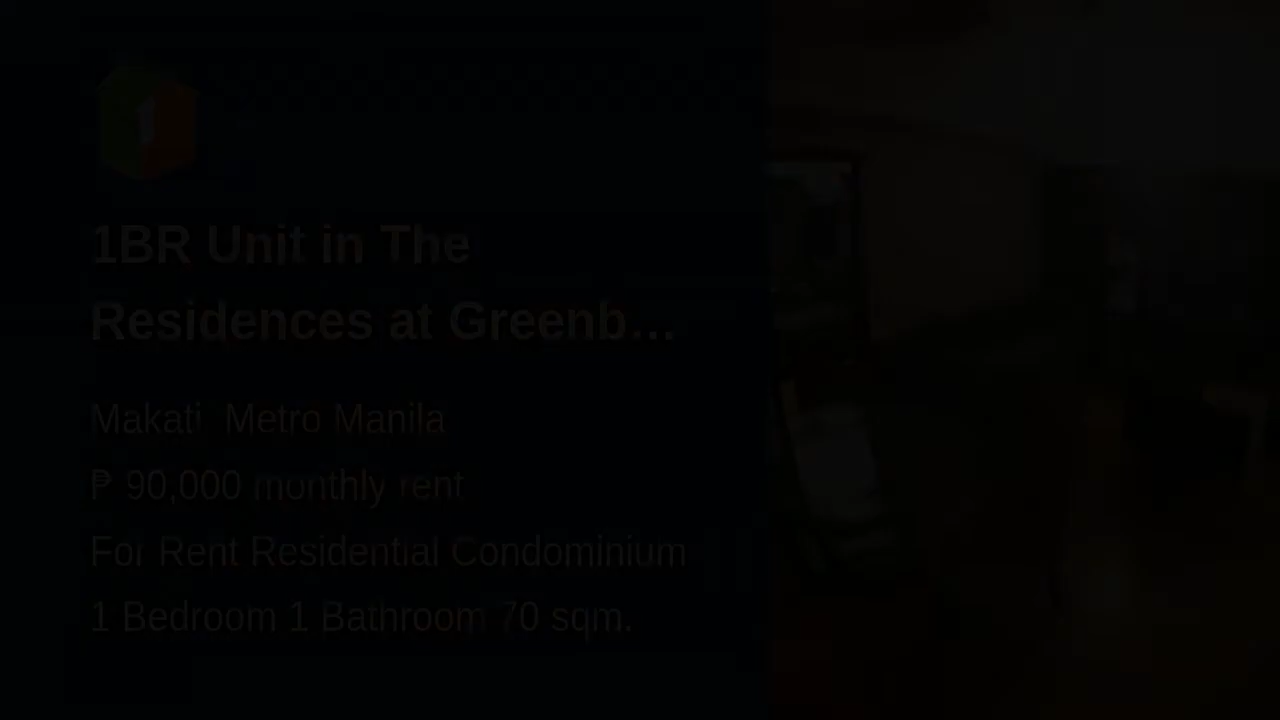 1BR Unit in The
Residences at Greenb...
Makati Metro Manila
₱ 90,000 monthly rent
For Rent Residential Condominium
1 Bedroom 1 Bathroom 70 sqm.